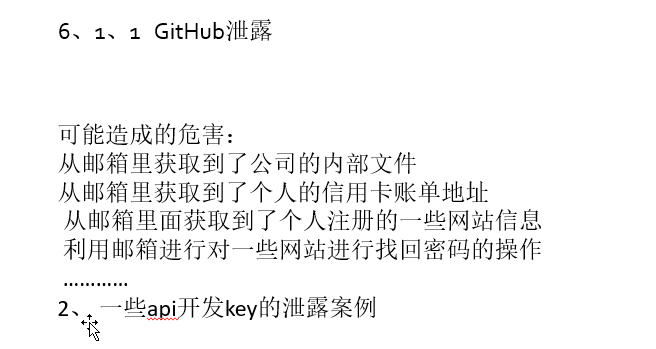 6、1、1 GitHub泄露
可能造成的危害：
从邮箱里获取到了公司的内部文件
从邮箱里获取到了个人的信用卡账单地址
从邮箱里面获取到了个人注册的一些网站信息
利用邮箱进行对一些网站进行找回密码的操作
…………
2、 一些api开发key的泄露案例